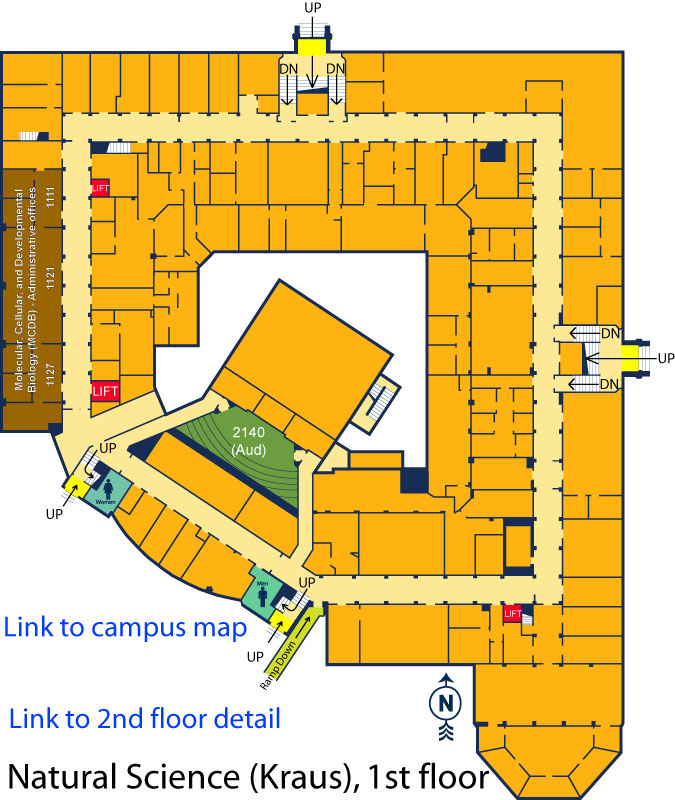 UP
DN
DN
LIFT
Molecular, Cellular, and Developmental
Biology (MCDB) - Administrative offices
1111
1121
1127
DN
UP
DN
LIFT
2140
(Aud)
UP
Women
UP
Men
UP
LIFT
Link to campus map
UP
Ramp Down
N
Link to 2nd floor detail
Natural Science (Kraus), 1st floor